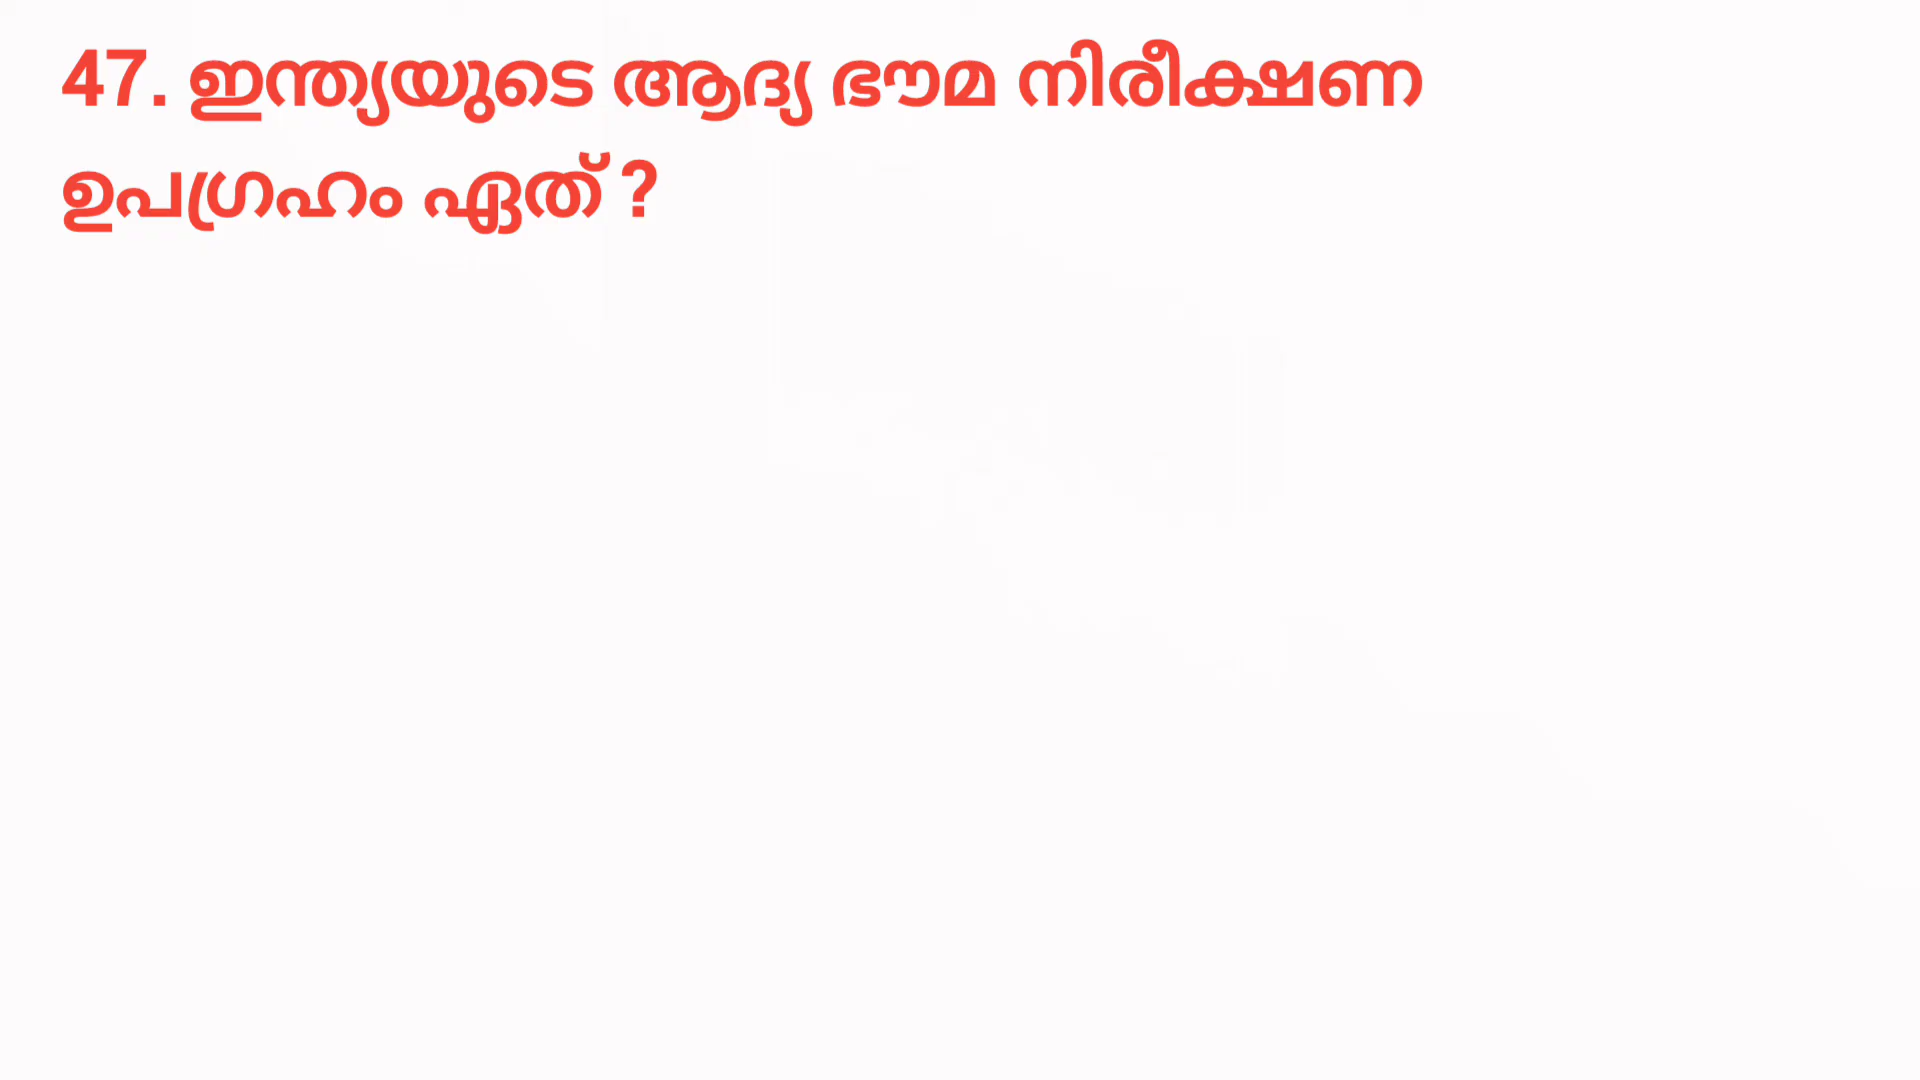 47. ഇന്ത്യയുടെ ആദ്യ ഭൗമ നിരീക്ഷണ
ഉപഗ്രഹം ഏത് ?